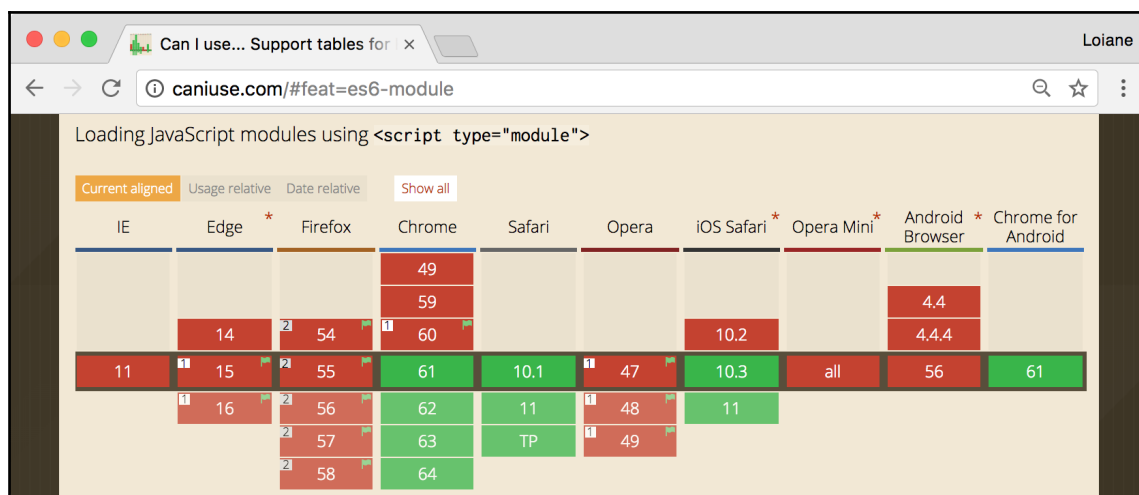 Can I use... Support tables for
Loiane
caniuse.com/#feat=es6-module
Loading JavaScript modules using <script type="module">
Current aligned Usage relative Date relative Show all
IE Edge * Firefox Chrome Safari Opera iOS Safari * Opera Mini * Android Browser * Chrome for Android
49
59 4.4
14 2 54 1 60 10.2 4.4.4
11 1 15 2 55 61 10.1 1 47 10.3 all 56 61
1 16 2 56 62 11 1 48 11
2 57 63 TP 1 49
2 58 64